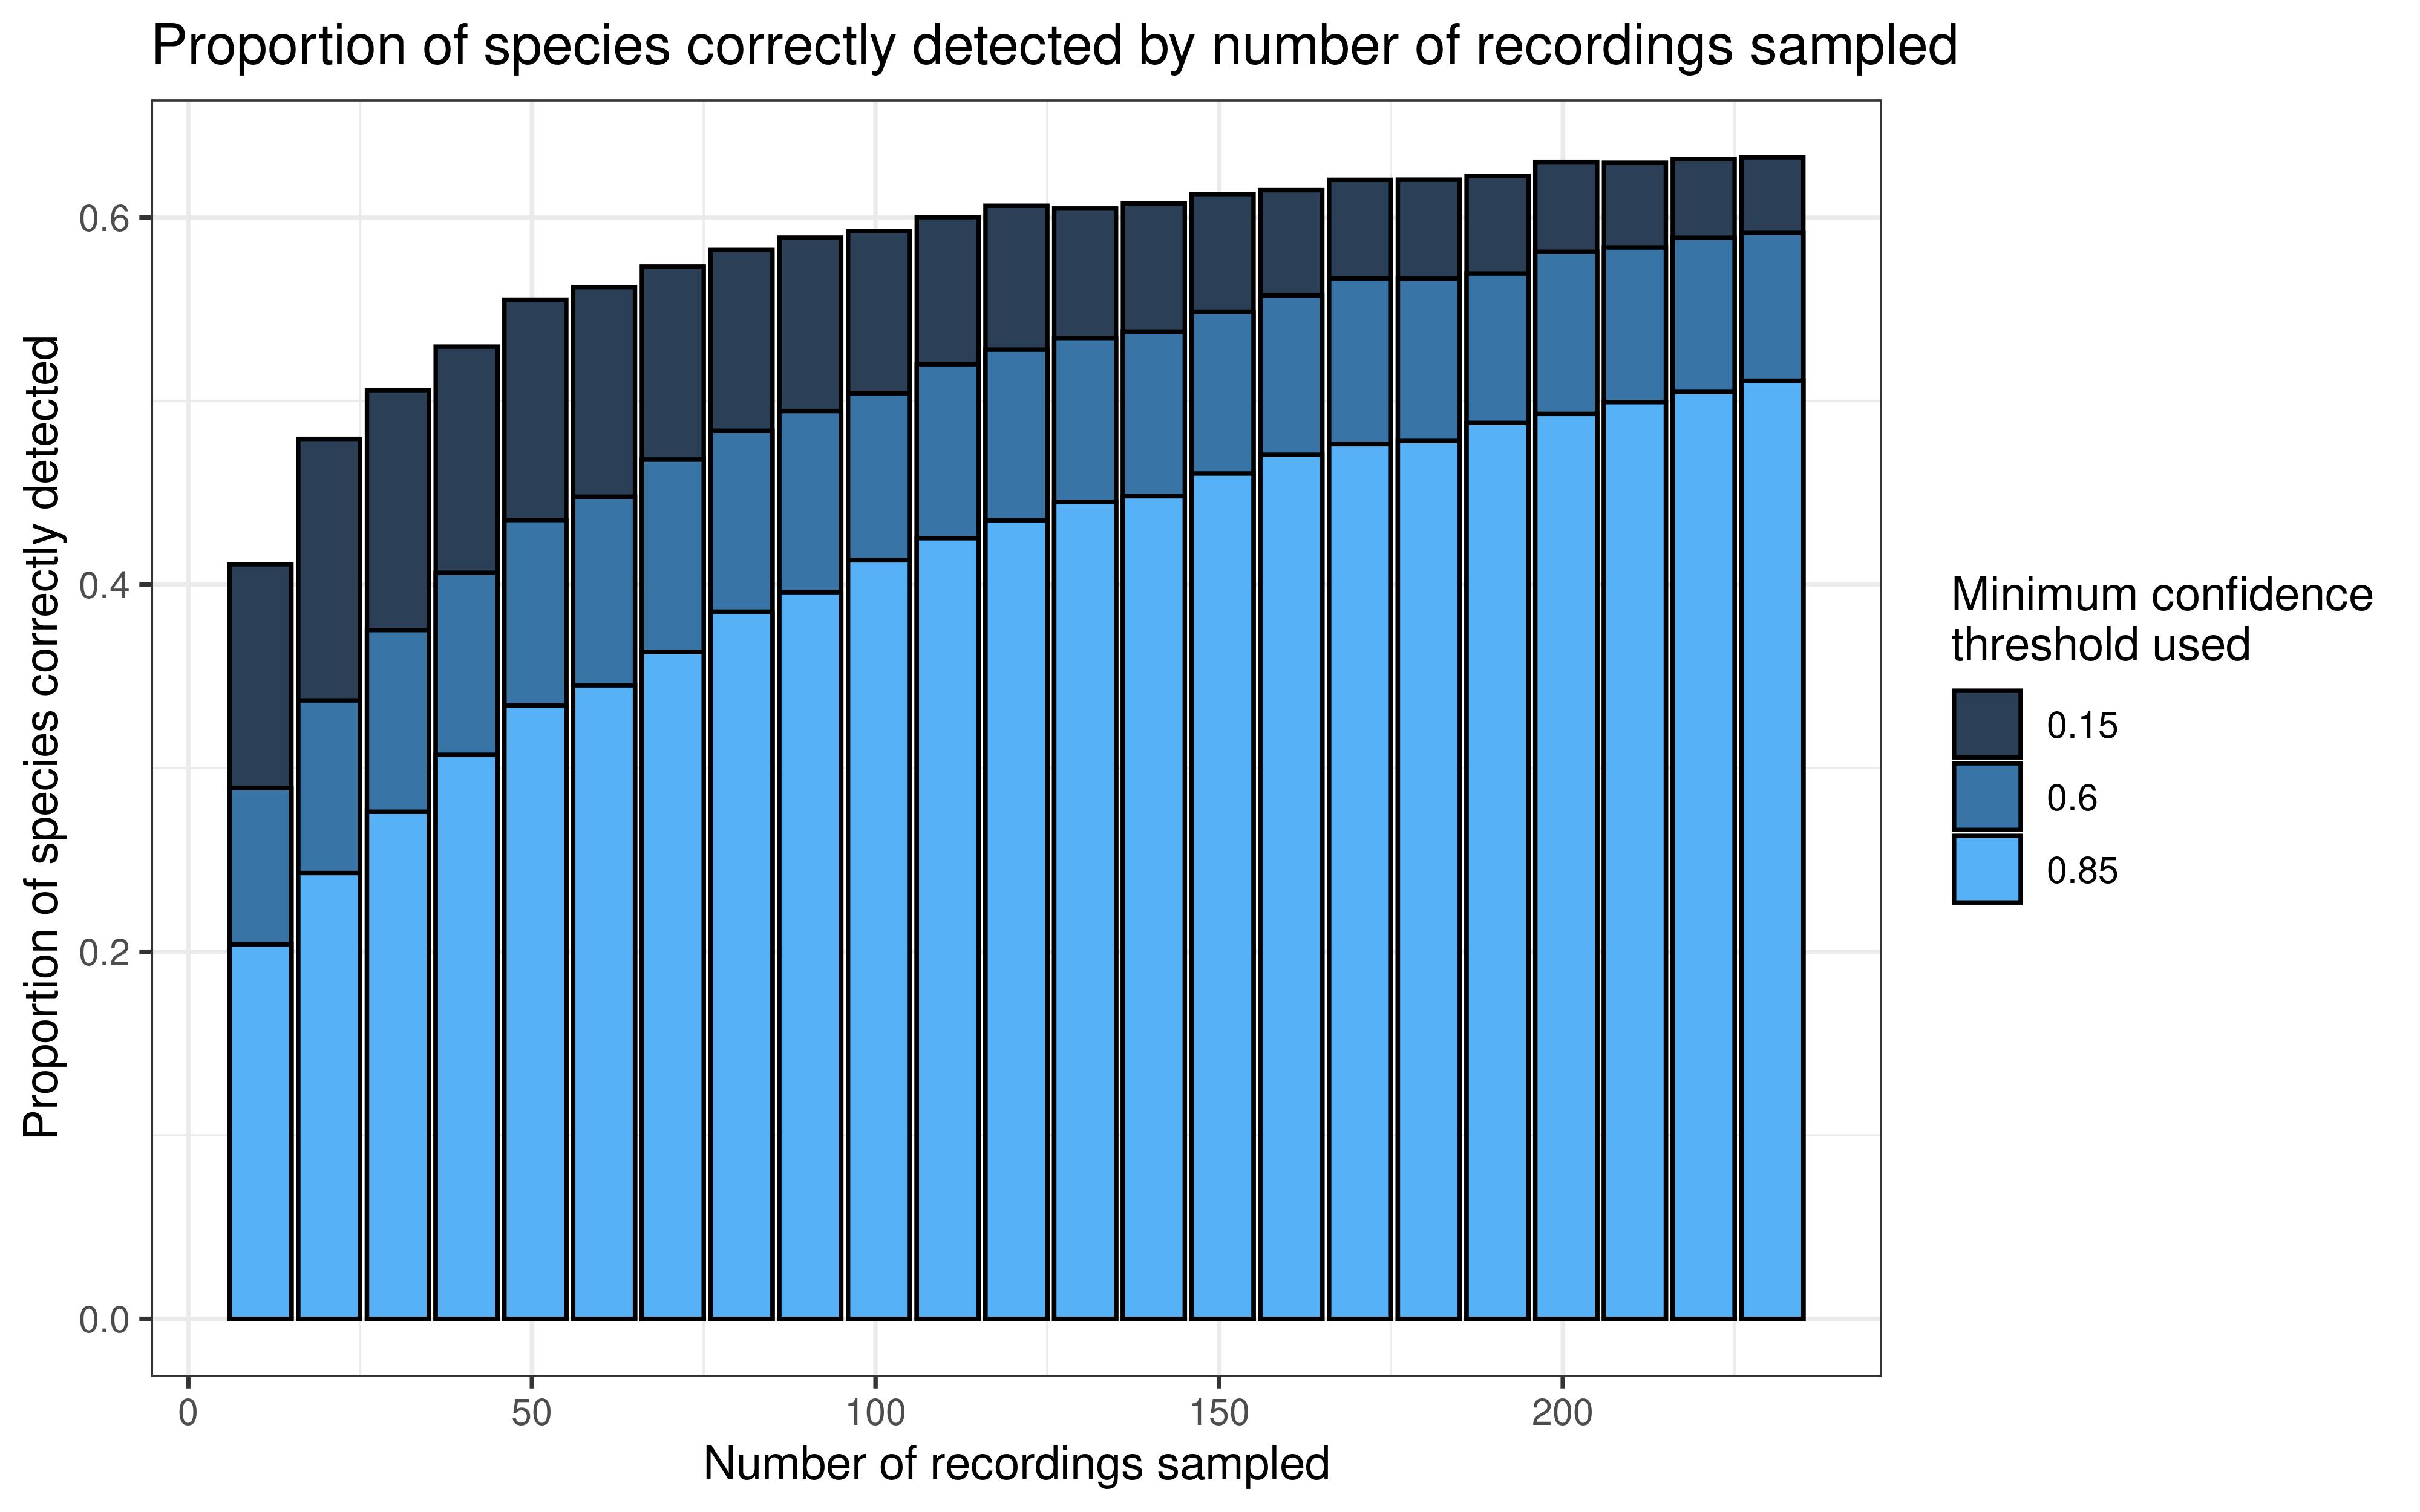 Proportion of species correctly detected by number of recordings sampled
Proportion of species correctly detected
0.6
0.4
0.2
0.0
0
50
100
150
200
Number of recordings sampled
Minimum confidence
threshold used
0.15
0.6
0.85